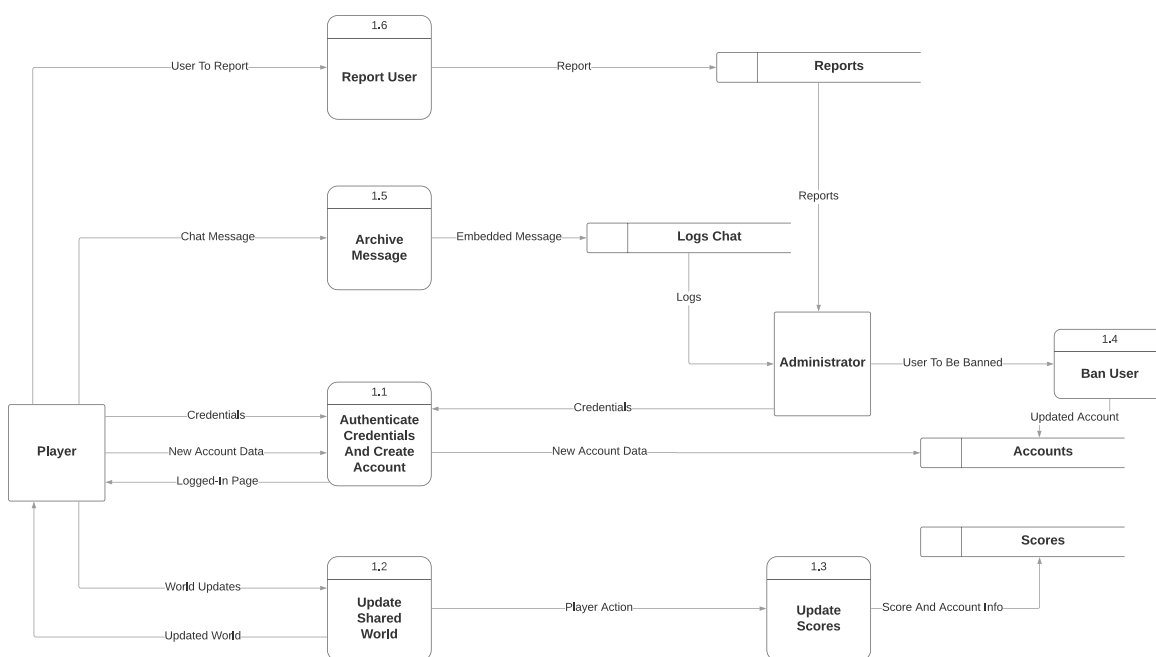 1.6
User To Report
Report User
Report
Reports
Reports
1.5
Chat Message
Archive
Message
Embedded Message
Logs Chat
Logs
Administrator
User To Be Banned
1.4
Ban User
Updated Account
1.1
Player
Credentials
New Account Data
Logged-In Page
Authenticate
Credentials
And Create
Account
Credentials
New Account Data
Accounts
Scores
1.2
World Updates
Updated World
Update
Shared
World
Player Action
1.3
Update
Scores
Score And Account Info